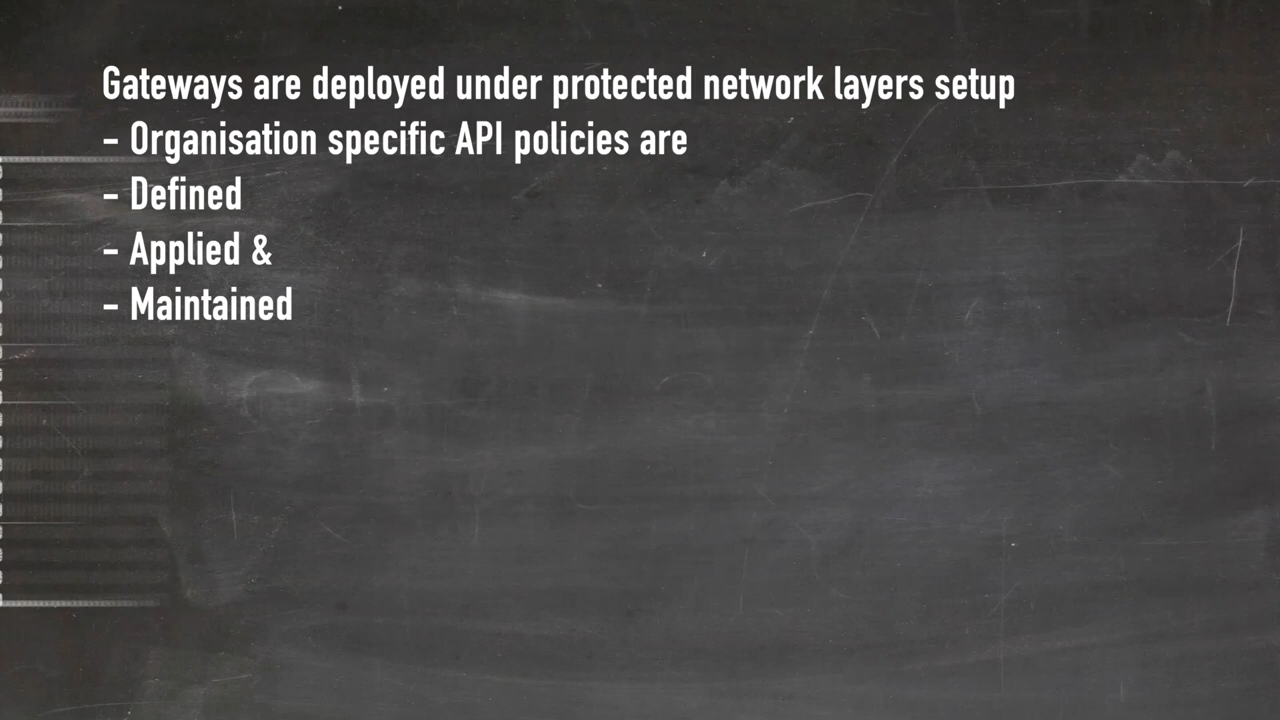 Gateways are deployed under protected network layers setup
- Organisation specific API policies are
- Defined
- Applied &
- Maintained